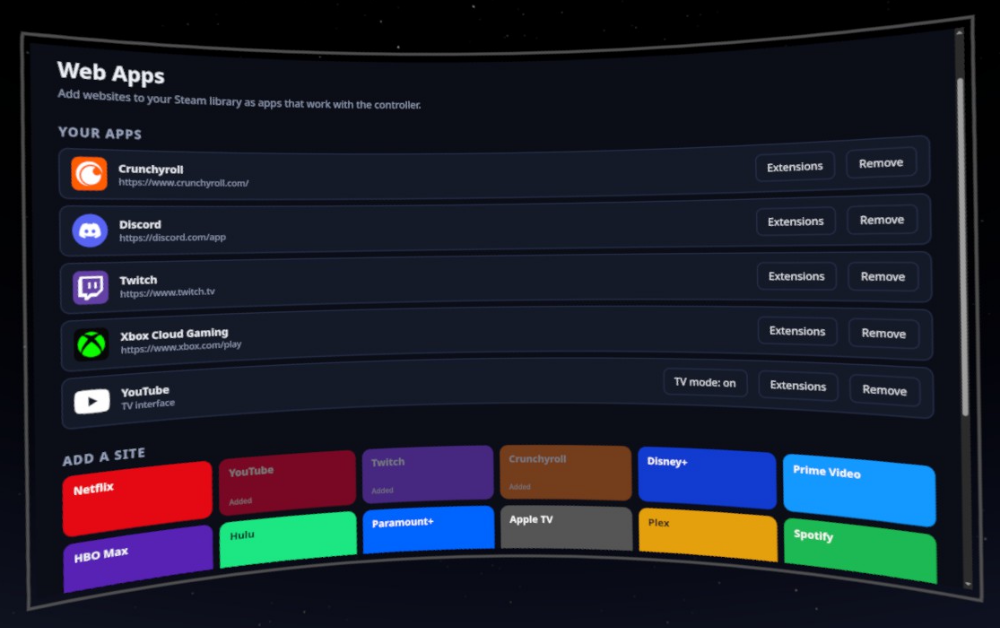 Web Apps
Add websites to your Steam library as apps that work with the controller.
YOUR APPS
Crunchyroll
https://www.crunchyroll.com/
Extensions
Remove
Discord
https://discord.com/app
Extensions
Remove
Twitch
https://www.twitch.tv
Extensions
Remove
Xbox Cloud Gaming
https://www.xbox.com/play
Extensions
Remove
YouTube
TV interface
TV mode: on
Extensions
Remove
ADD A SITE
Netflix
YouTube
Added
Twitch
Added
Crunchyroll
Added
Disney+
Prime Video
HBO Max
Hulu
Paramount+
Apple TV
Plex
Spotify